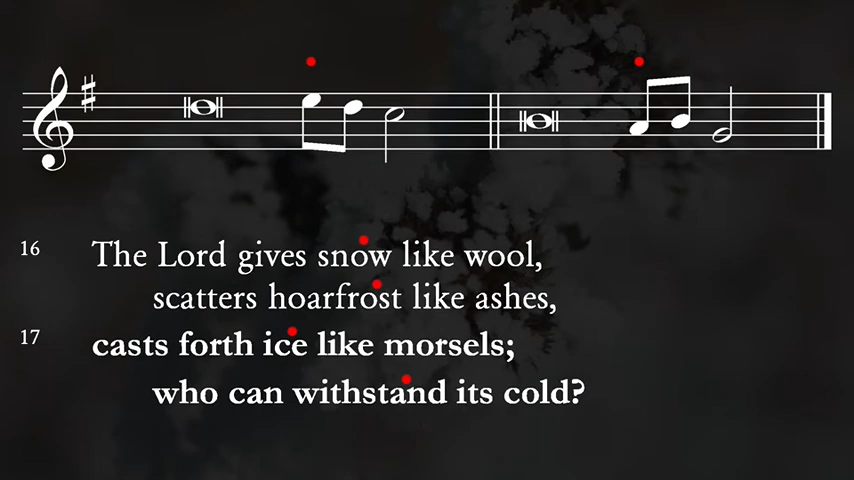 16 The Lord gives snow like wool,
scatters hoarfrost like ashes,
17 casts forth ice like morsels;
who can withstand its cold?